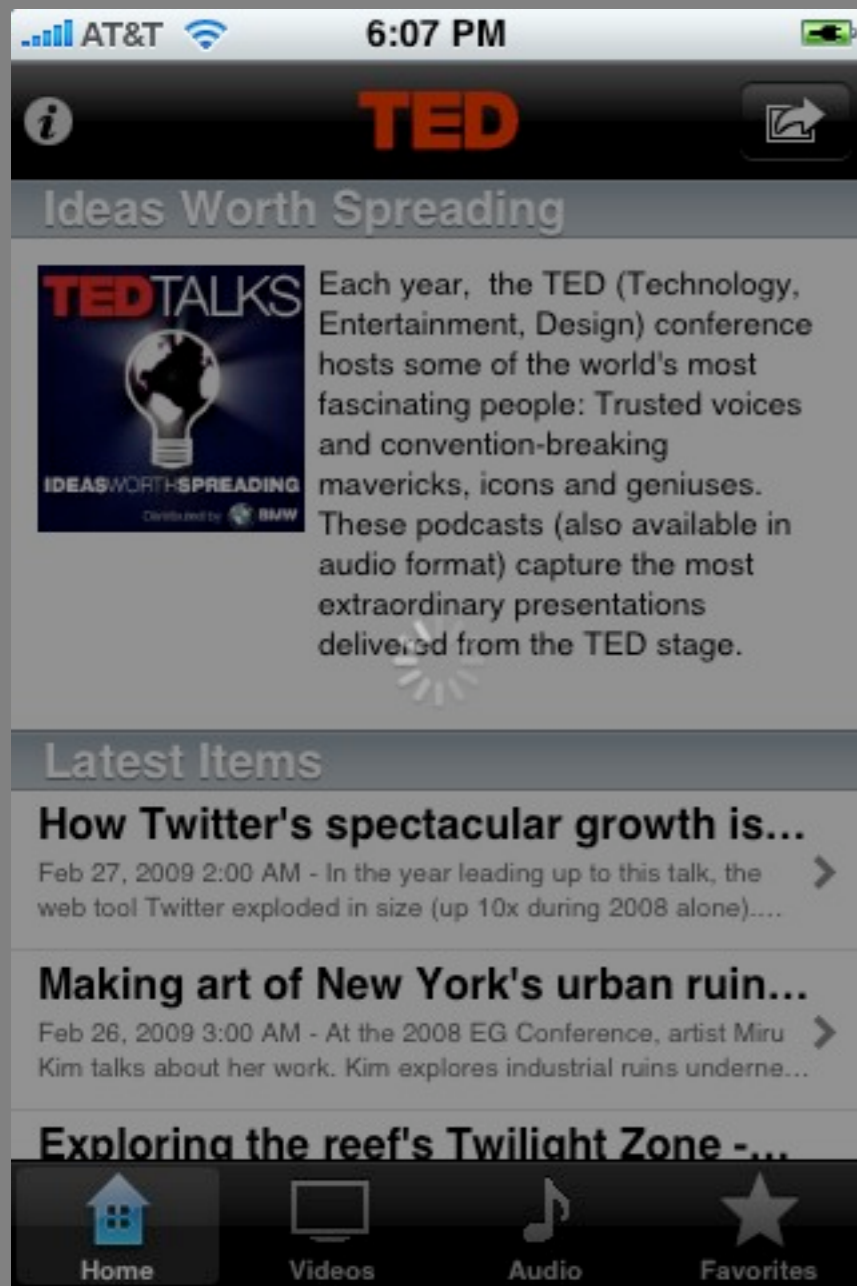 AT&T 6:07 PM
TED
Ideas Worth Spreading
TEDTALKS
IDEASWORTHSPREADING
Distributed by BMW
Each year, the TED (Technology,
Entertainment, Design) conference
hosts some of the world's most
fascinating people: Trusted voices
and convention-breaking
mavericks, icons and geniuses.
These podcasts (also available in
audio format) capture the most
extraordinary presentations
delivered from the TED stage.
Latest Items
How Twitter's spectacular growth is...
Feb 27, 2009 2:00 AM - In the year leading up to this talk, the
web tool Twitter exploded in size (up 10x during 2008 alone)....
Making art of New York's urban ruin...
Feb 26, 2009 3:00 AM - At the 2008 EG Conference, artist Miru
Kim talks about her work. Kim explores industrial ruins underne...
Exploring the reef's Twilight Zone -...
Home Videos Audio Favorites